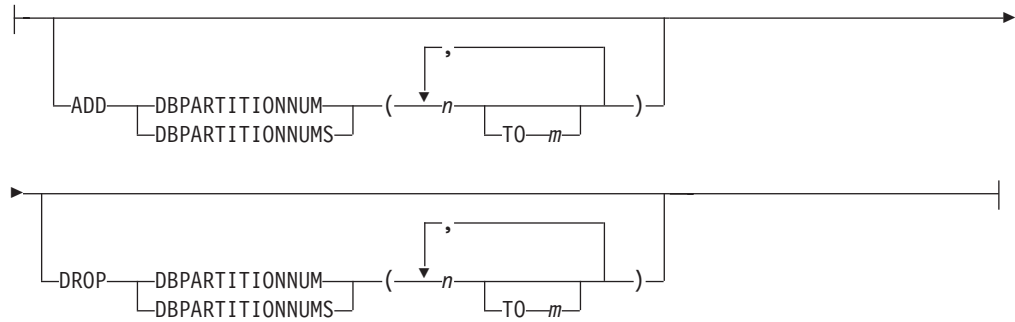 ,
ADD DBPARTITIONNUM ( n )
DBPARTITIONNUMS TO m
,
DROP DBPARTITIONNUM ( n )
DBPARTITIONNUMS TO m